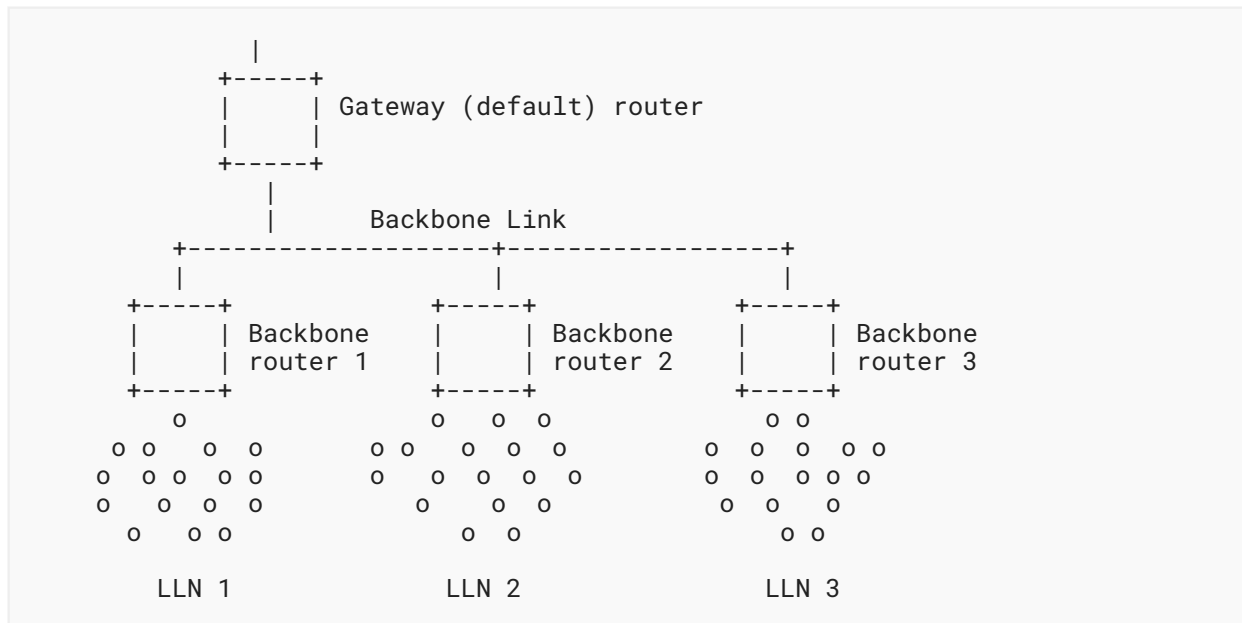 |
             +-----+
             |     | Gateway (default) router
             |     |
             +-----+
                |
                |      Backbone Link
          +--------------------+------------------+
          |                    |                  |
       +-----+             +-----+             +-----+
       |     | Backbone    |     | Backbone    |     | Backbone
       |     | router 1    |     | router 2    |     | router 3
       +-----+             +-----+             +-----+
          o                o   o  o              o o
      o o   o  o       o o   o  o  o         o  o  o  o o
     o  o o  o o       o   o  o  o  o        o  o  o o o
     o   o  o  o          o    o  o           o  o   o
       o   o o               o  o                 o o

         LLN 1              LLN 2                LLN 3